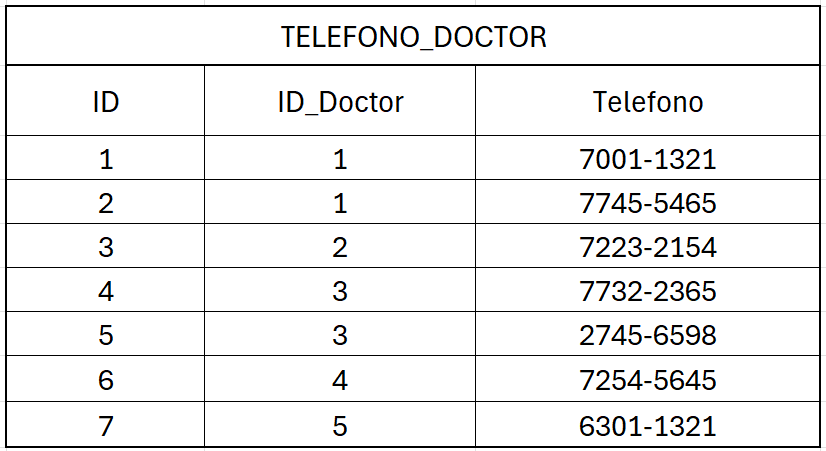 TELEFONO_DOCTOR
ID ID_Doctor Telefono
1 1 7001-1321
2 1 7745-5465
3 2 7223-2154
4 3 7732-2365
5 3 2745-6598
6 4 7254-5645
7 5 6301-1321